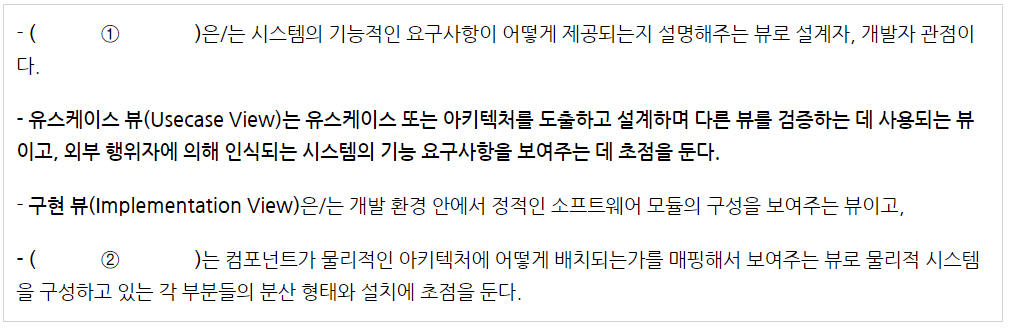 - (　　　①　　　)은/는 시스템의 기능적인 요구사항이 어떻게 제공되는지 설명해주는 뷰로 설계자, 개발자 관점이
다.
- 유스케이스 뷰(Usecase View)는 유스케이스 또는 아키텍처를 도출하고 설계하며 다른 뷰를 검증하는 데 사용되는 뷰
이고, 외부 행위자에 의해 인식되는 시스템의 기능 요구사항을 보여주는 데 초점을 둔다.
- 구현 뷰(Implementation View)은/는 개발 환경 안에서 정적인 소프트웨어 모듈의 구성을 보여주는 뷰이고,
- (　　　②　　　)는 컴포넌트가 물리적인 아키텍처에 어떻게 배치되는가를 매핑해서 보여주는 뷰로 물리적 시스템
을 구성하고 있는 각 부분들의 분산 형태와 설치에 초점을 둔다.